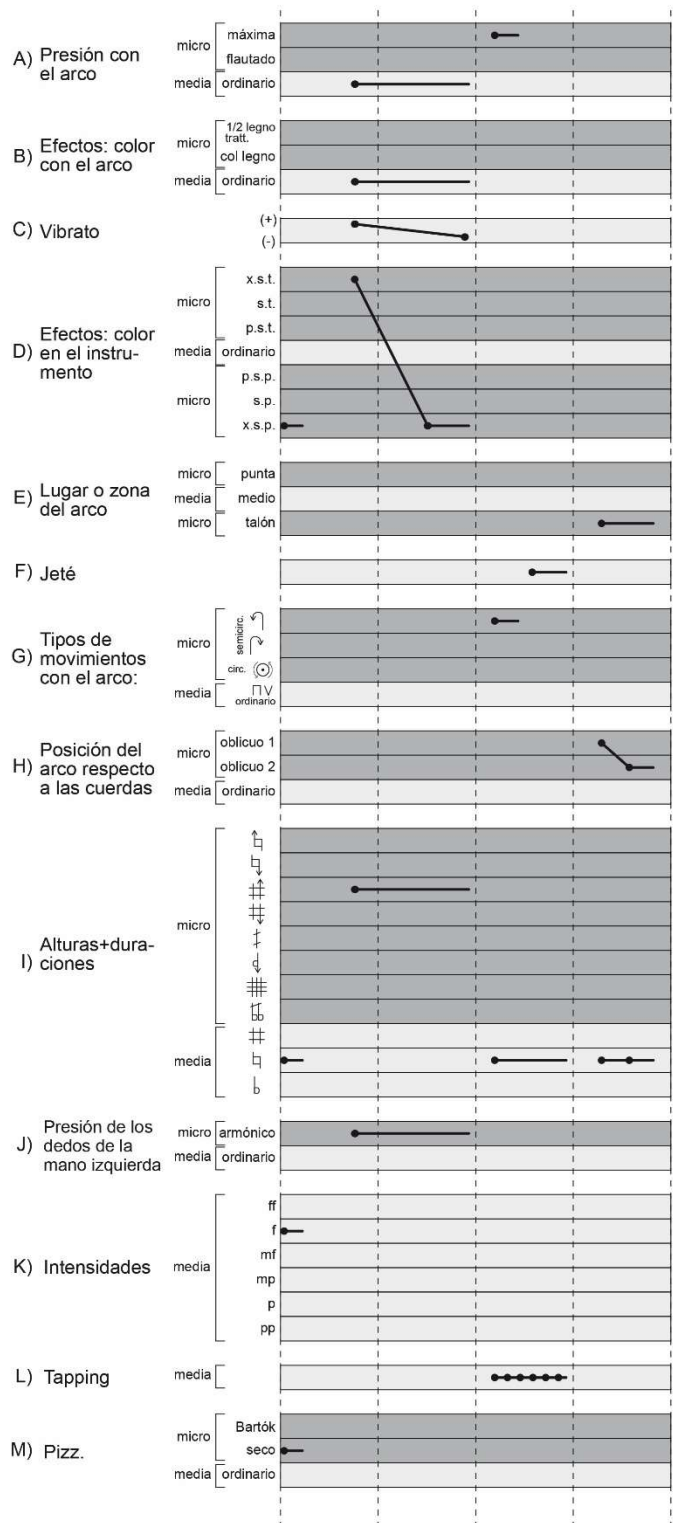 A) Presión con
el arco
micro
máxima
flautado
media
ordinario
B) Efectos: color
con el arco
micro
1/2 legno
tratt.
col legno
media
ordinario
C) Vibrato
(+)
(-)
D) Efectos: color
en el instru-
mento
micro
x.s.t.
s.t.
p.s.t.
media
ordinario
micro
p.s.p.
s.p.
x.s.p.
E) Lugar o zona
del arco
micro
punta
media
medio
micro
talón
F) Jeté
G) Tipos de
movimientos
con el arco:
micro
semicirc.
circ.
media
ordinario
H) Posición del
arco respecto
a las cuerdas
micro
oblicuo 1
oblicuo 2
media
ordinario
I) Alturas+dura-
ciones
micro
media
J) Presión de los
dedos de la
mano izquierda
micro
armónico
media
ordinario
K) Intensidades
media
ff
f
mf
mp
p
pp
L) Tapping
media
M) Pizz.
micro
Bartók
seco
media
ordinario